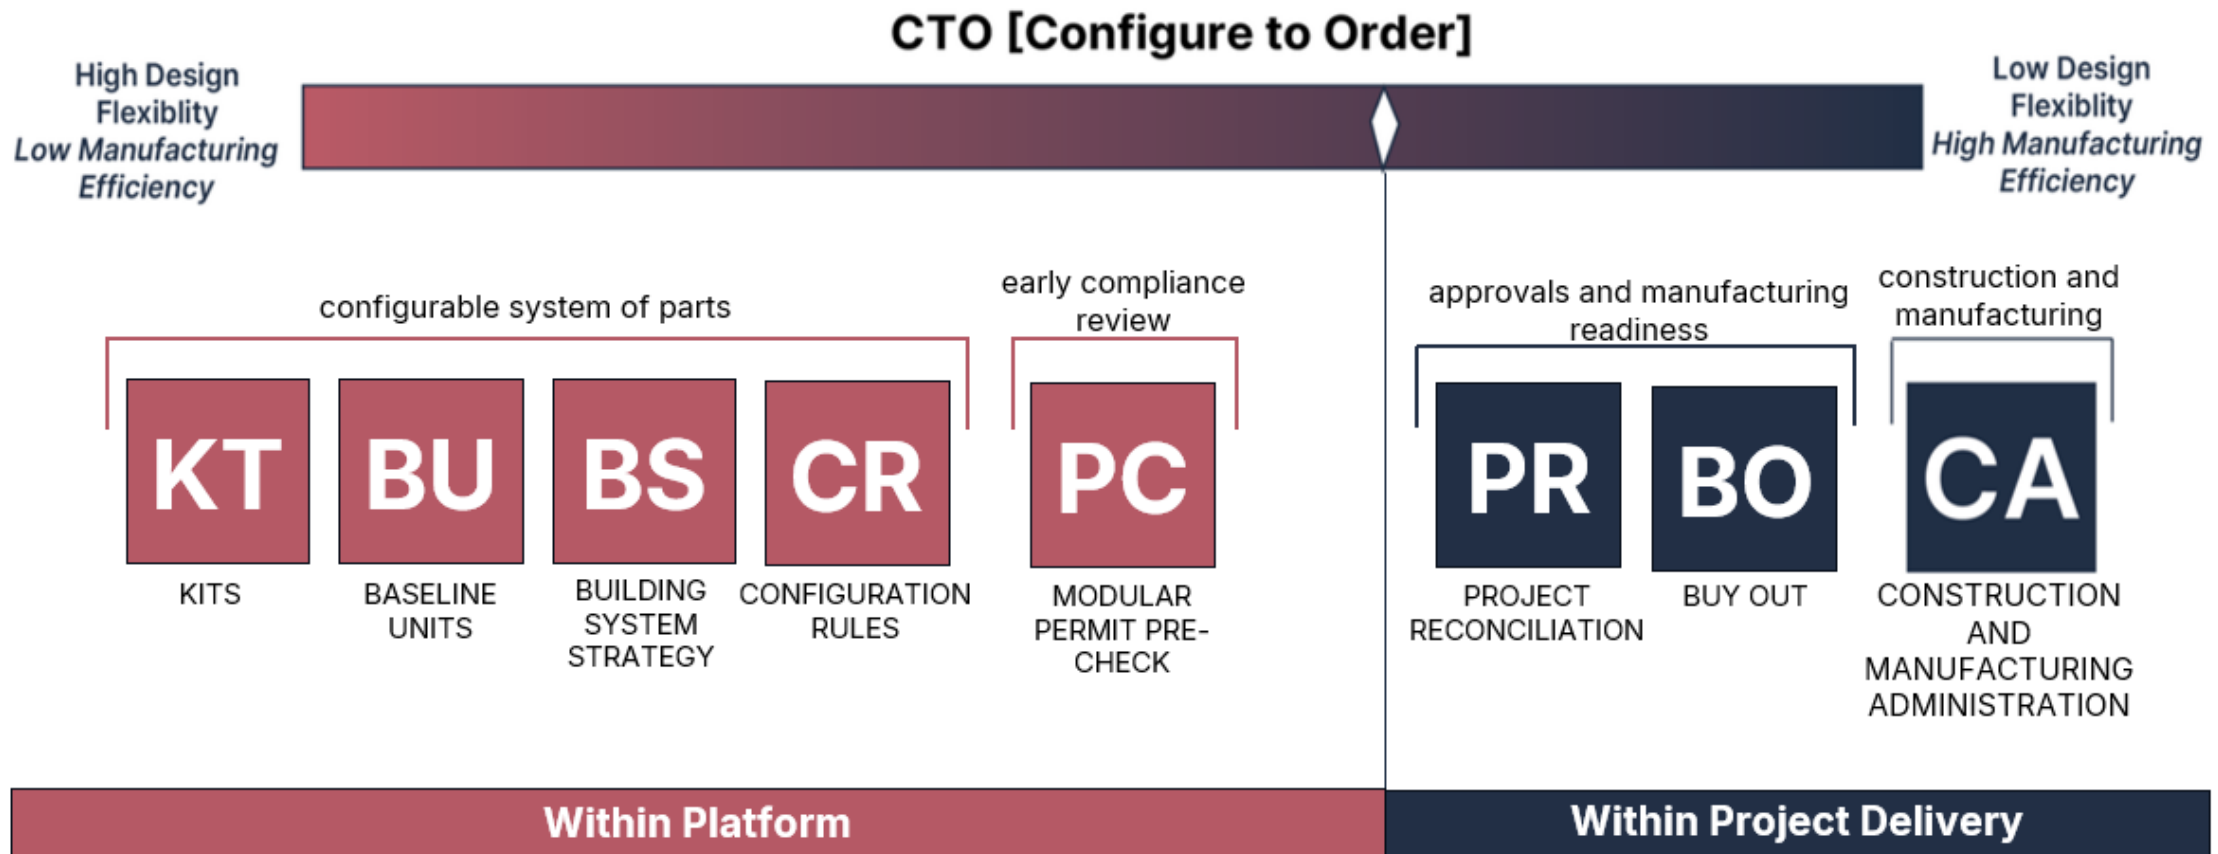 CTO [Configure to Order]
High Design
Flexiblity
Low Manufacturing
Efficiency
Low Design
Flexiblity
High Manufacturing
Efficiency
configurable system of parts
early compliance
review
approvals and manufacturing
readiness
construction and
manufacturing
KT
BU
BS
CR
PC
PR
BO
CA
KITS
BASELINE
UNITS
BUILDING
SYSTEM
STRATEGY
CONFIGURATION
RULES
MODULAR
PERMIT PRE-
CHECK
PROJECT
RECONCILIATION
BUY OUT
CONSTRUCTION
AND
MANUFACTURING
ADMINISTRATION
Within Platform
Within Project Delivery